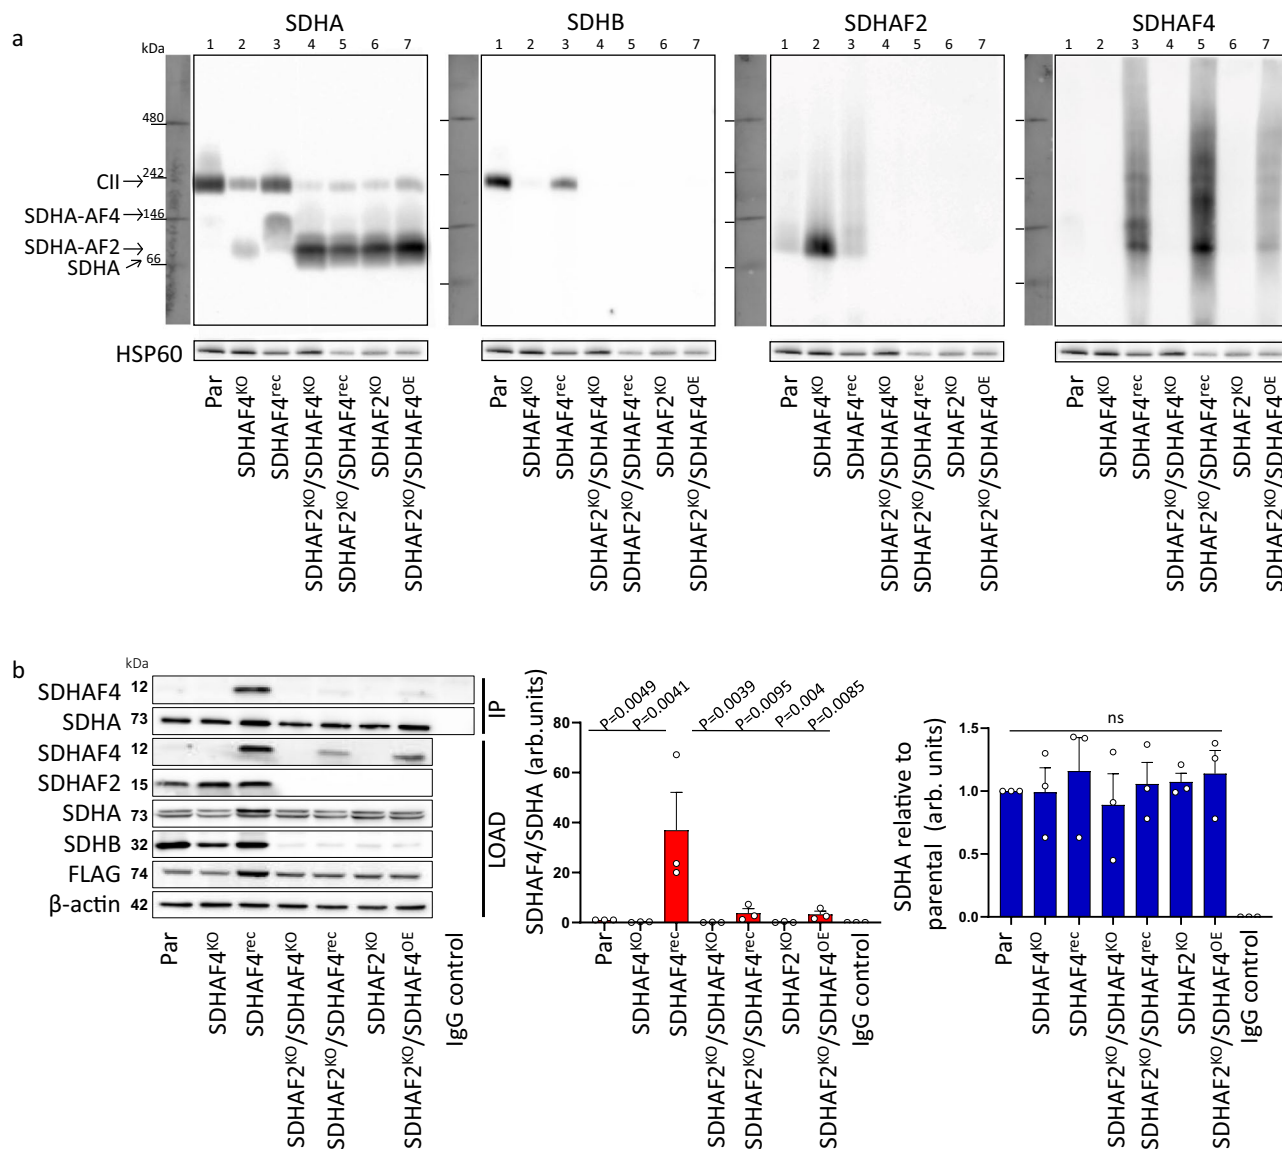 a
SDHA SDHB SDHAF2 SDHAF4
kDa 1 2 3 4 5 6 7 1 2 3 4 5 6 7 1 2 3 4 5 6 7 1 2 3 4 5 6 7
480
CII 242
SDHA-AF4 146
SDHA-AF2
SDHA 66
HSP60
Par SDHAF4KO SDHAF4rec SDHAF2KO/SDHAF4KO SDHAF2KO/SDHAF4rec SDHAF2KO SDHAF2KO/SDHAF4OE
Par SDHAF4KO SDHAF4rec SDHAF2KO/SDHAF4KO SDHAF2KO/SDHAF4rec SDHAF2KO SDHAF2KO/SDHAF4OE
Par SDHAF4KO SDHAF4rec SDHAF2KO/SDHAF4KO SDHAF2KO/SDHAF4rec SDHAF2KO SDHAF2KO/SDHAF4OE
Par SDHAF4KO SDHAF4rec SDHAF2KO/SDHAF4KO SDHAF2KO/SDHAF4rec SDHAF2KO SDHAF2KO/SDHAF4OE
b
kDa
SDHAF4 12
SDHA 73
IP
SDHAF4 12
SDHAF2 15
SDHA 73
SDHB 32
FLAG 74
β-actin 42
LOAD
Par SDHAF4KO SDHAF4rec SDHAF2KO/SDHAF4KO SDHAF2KO/SDHAF4rec SDHAF2KO SDHAF2KO/SDHAF4OE IgG control
P=0.0049 P=0.0041 P=0.0039 P=0.0095 P=0.004 P=0.0085
SDHAF4/SDHA (arb.units)
80
60
40
20
0
Par SDHAF4KO SDHAF4rec SDHAF2KO/SDHAF4KO SDHAF2KO/SDHAF4rec SDHAF2KO SDHAF2KO/SDHAF4OE IgG control
ns
SDHA relative to
parental (arb. units)
1.5
1.0
0.5
0.0
Par SDHAF4KO SDHAF4rec SDHAF2KO/SDHAF4KO SDHAF2KO/SDHAF4rec SDHAF2KO SDHAF2KO/SDHAF4OE IgG control